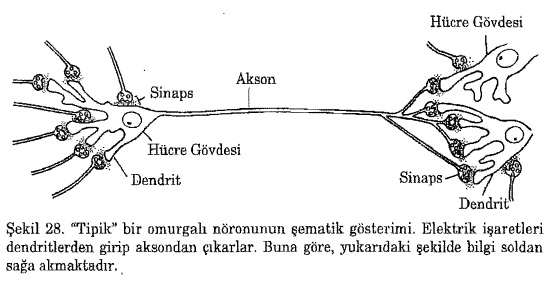 Hücre Gövdesi
Sinaps
Akson
Hücre Gövdesi
Dendrit
Sinaps
Dendrit
Şekil 28. "Tipik" bir omurgalı nöronunun şematik gösterimi. Elektrik işaretleri
dendritlerden girip aksondan çıkarlar. Buna göre, yukarıdaki şekilde bilgi soldan
sağa akmaktadır.